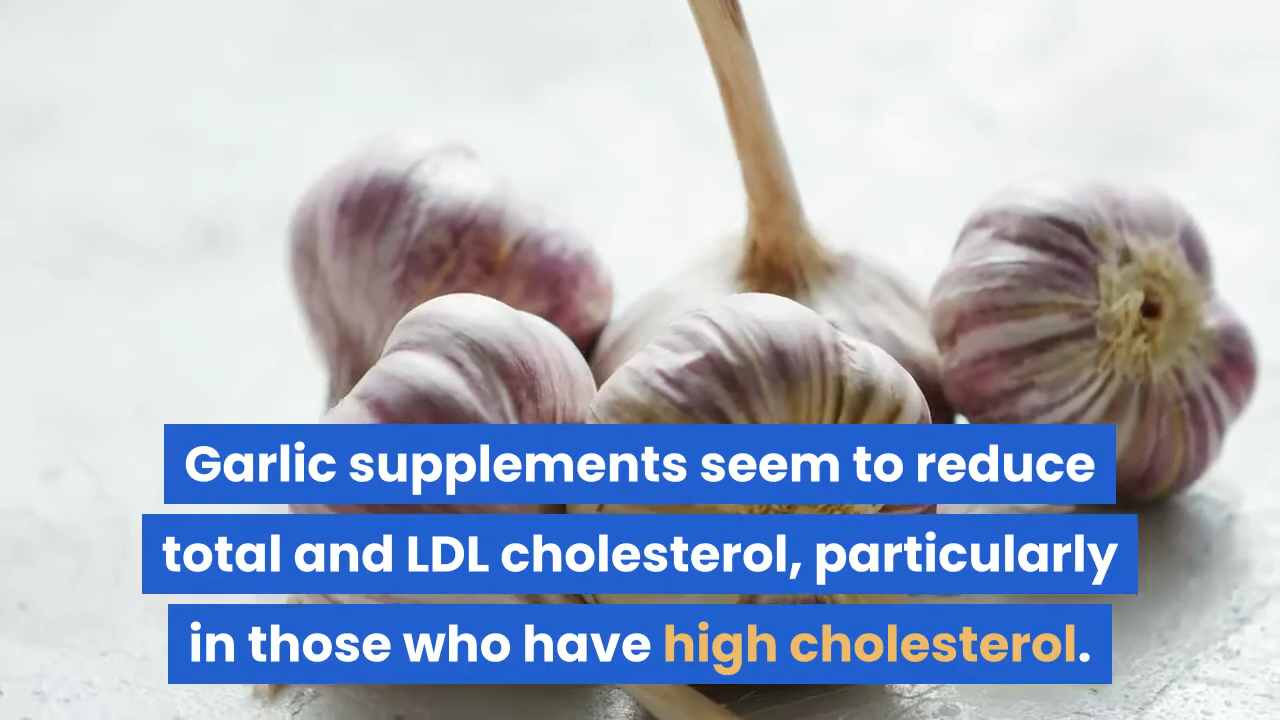 Garlic supplements seem to reduce
total and LDL cholesterol, particularly
in those who have high cholesterol.